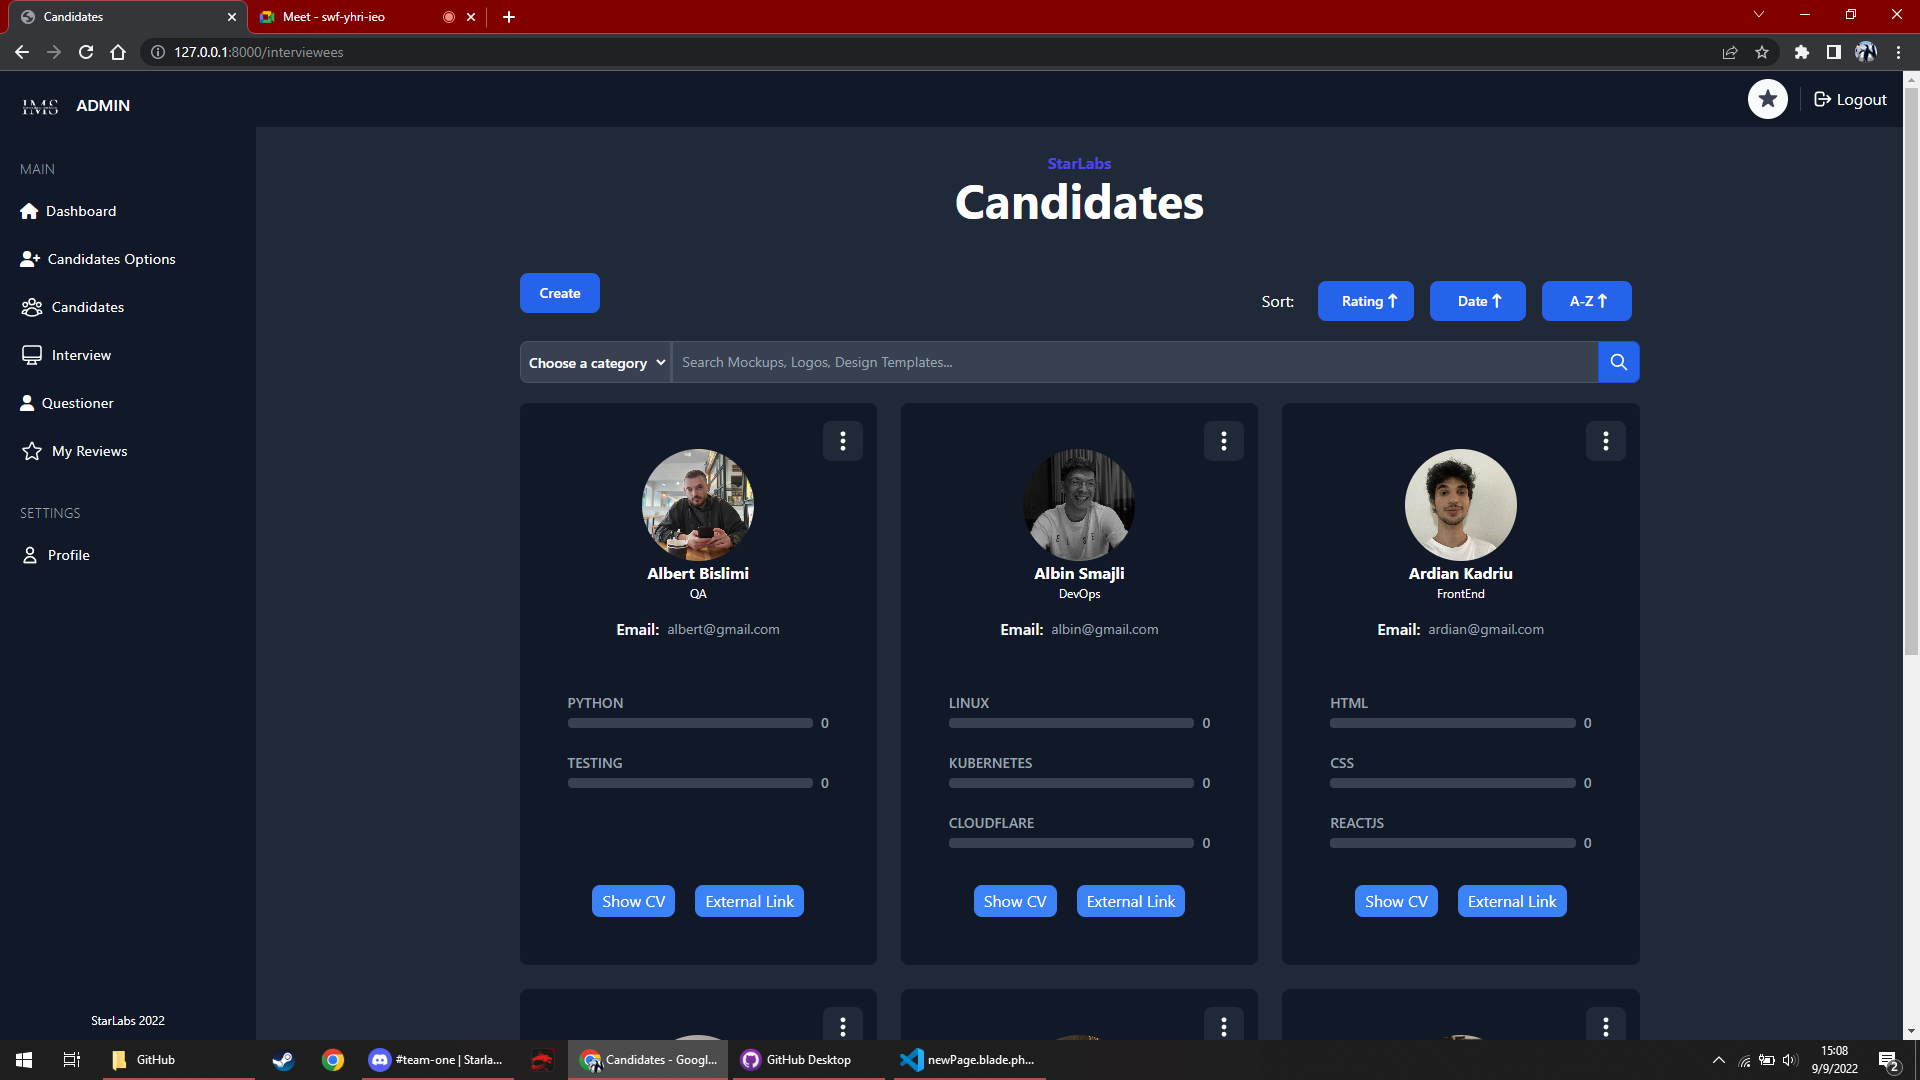 Candidates
Meet - swf-yhri-ieo
127.0.0.1:8000/interviewees
IMS
ADMIN
Logout
MAIN
Dashboard
Candidates Options
Candidates
Interview
Questioner
My Reviews
SETTINGS
Profile
StarLabs 2022
StarLabs
Candidates
Create
Sort:
Rating
Date
A-Z
Choose a category
Search Mockups, Logos, Design Templates...
Albert Bislimi
QA
Email: albert@gmail.com
PYTHON
0
TESTING
0
Show CV
External Link
Albin Smajli
DevOps
Email: albin@gmail.com
LINUX
0
KUBERNETES
0
CLOUDFLARE
0
Show CV
External Link
Ardian Kadriu
FrontEnd
Email: ardian@gmail.com
HTML
0
CSS
0
REACTJS
0
Show CV
External Link
GitHub
#team-one | Starla...
Candidates - Googl...
GitHub Desktop
newPage.blade.ph...
15:08
9/9/2022
2